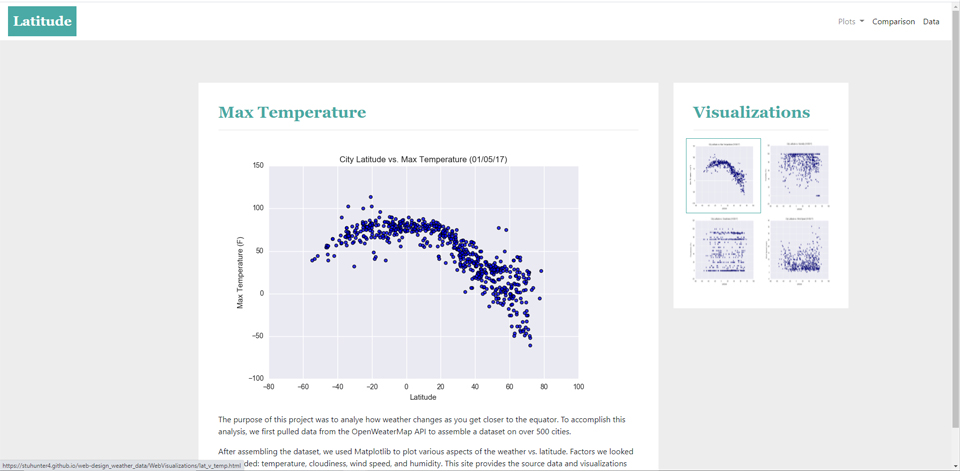 Latitude
Plots Comparison Data
Max Temperature
City Latitude vs. Max Temperature (01/05/17)
150
100
50
0
−50
−100
Max Temperature (F)
−80 −60 −40 −20 0 20 40 60 80 100
Latitude
The purpose of this project was to analye how weather changes as you get closer to the equator. To accomplish this
analysis, we first pulled data from the OpenWeaterMap API to assemble a dataset on over 500 cities.
After assembling the dataset, we used Matplotlib to plot various aspects of the weather vs. latitude. Factors we looked
ded: temperature, cloudiness, wind speed, and humidity. This site provides the source data and visualizations
Visualizations
https://stuhunter4.github.io/web-design_weather_data/WebVisualizations/lat_v_temp.html